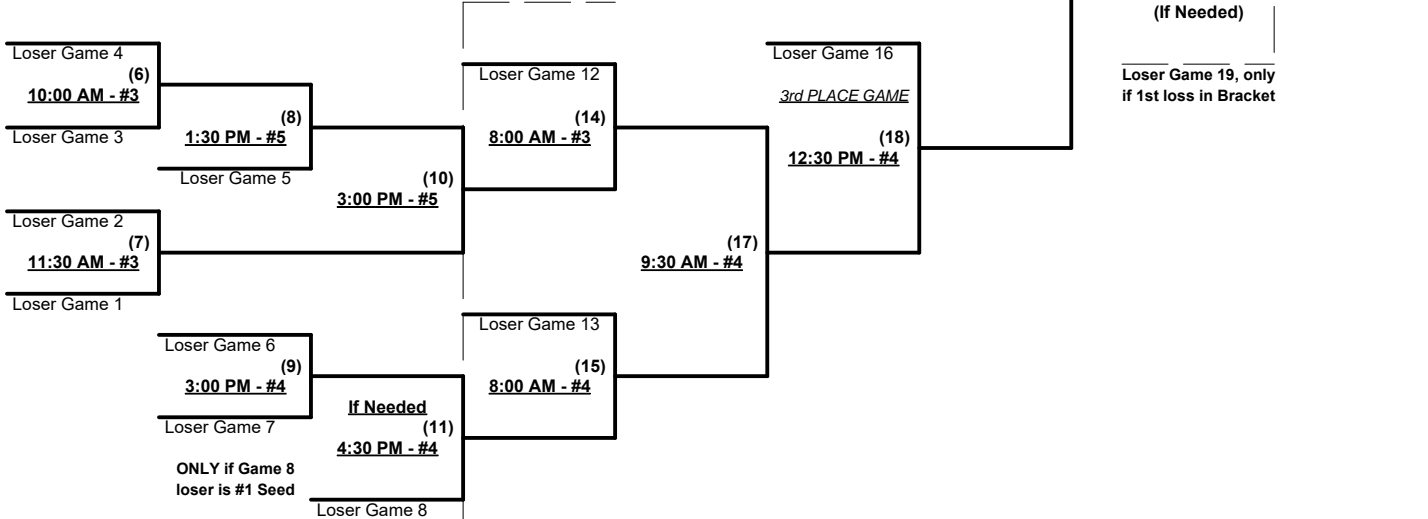 (If Needed)
Loser Game 4
Loser Game 16
(6)
Loser Game 12
Loser Game 19, only
10:00 AM - #3
3rd PLACE GAME
if 1st loss in Bracket
(8)
(14)
Loser Game 3
1:30 PM - #5
8:00 AM - #3
(18)
12:30 PM - #4
Loser Game 5
(10)
3:00 PM - #5
Loser Game 2
(7)
(17)
11:30 AM - #3
9:30 AM - #4
Loser Game 1
Loser Game 13
Loser Game 6
(9)
(15)
3:00 PM - #4
8:00 AM - #4
If Needed
Loser Game 7
(11)
4:30 PM - #4
ONLY if Game 8
loser is #1 Seed
Loser Game 8